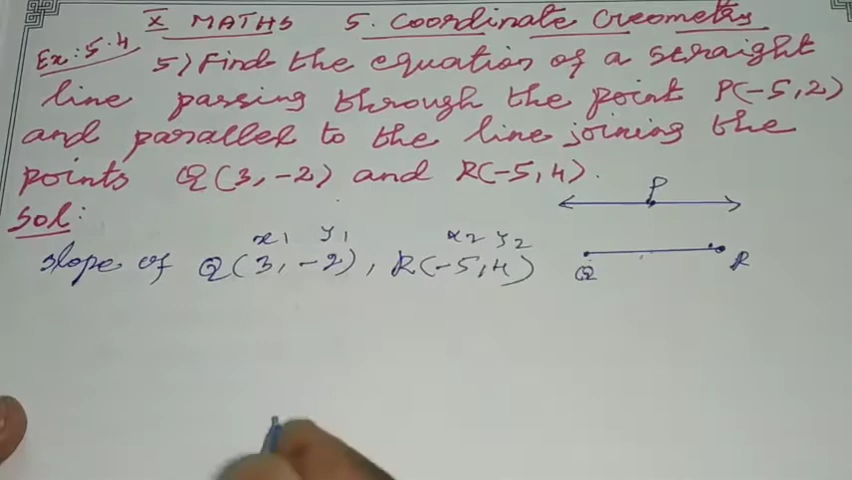 X MATHS 5. Coordinate Geometry
Ex: 5.4
5) Find the equation of a straight
line passing through the point P(-5,2)
and parallel to the line joining the
points Q(3,-2) and R(-5,4).
Sol:
P
x1 y1 x2 y2
slope of Q(3,-2), R(-5,4)
Q R